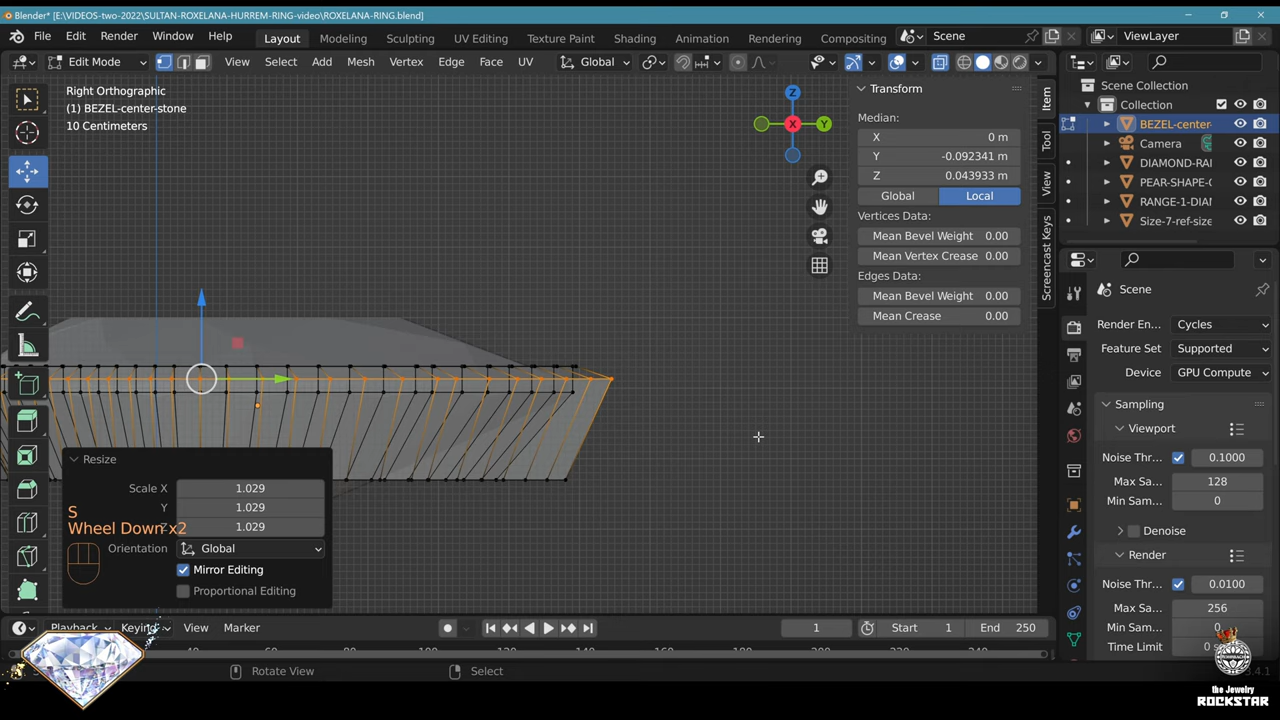 Blender* [E:\VIDEOS-two-2022\SULTAN-ROXELANA-HURREM-RING-video\ROXELANA-RING.blend]
File Edit Render Window Help Layout Modeling Sculpting UV Editing Texture Paint Shading Animation Rendering Compositing Scene ViewLayer
Edit Mode View Select Add Mesh Vertex Edge Face UV Global
Right Orthographic
(1) BEZEL-center-stone
10 Centimeters
Z
X
Y
Transform
Median:
X 0 m
Y -0.092341 m
Z 0.043933 m
Global Local
Vertices Data:
Mean Bevel Weight 0.00
Mean Vertex Crease 0.00
Edges Data:
Mean Bevel Weight 0.00
Mean Crease 0.00
Item
Tool
View
Screencast Keys
Scene Collection
Collection
BEZEL-center-
Camera
DIAMOND-RAI
PEAR-SHAPE-C
RANGE-1-DIAI
Size-7-ref-size
Scene
Render En... Cycles
Feature Set Supported
Device GPU Compute
Sampling
Viewport
Noise Thr... 0.1000
Max Sa... 128
Min Sam... 0
Denoise
Render
Noise Thr... 0.0100
Max Sa... 256
Min Sam... 0
Time Limit
Resize
Scale X 1.029
Y 1.029
Z 1.029
S
Wheel Down x2
Orientation Global
Mirror Editing
Proportional Editing
Playback Keying View Marker 1 Start 1 End 250
Rotate View Select
the Jewelry
ROCKSTAR